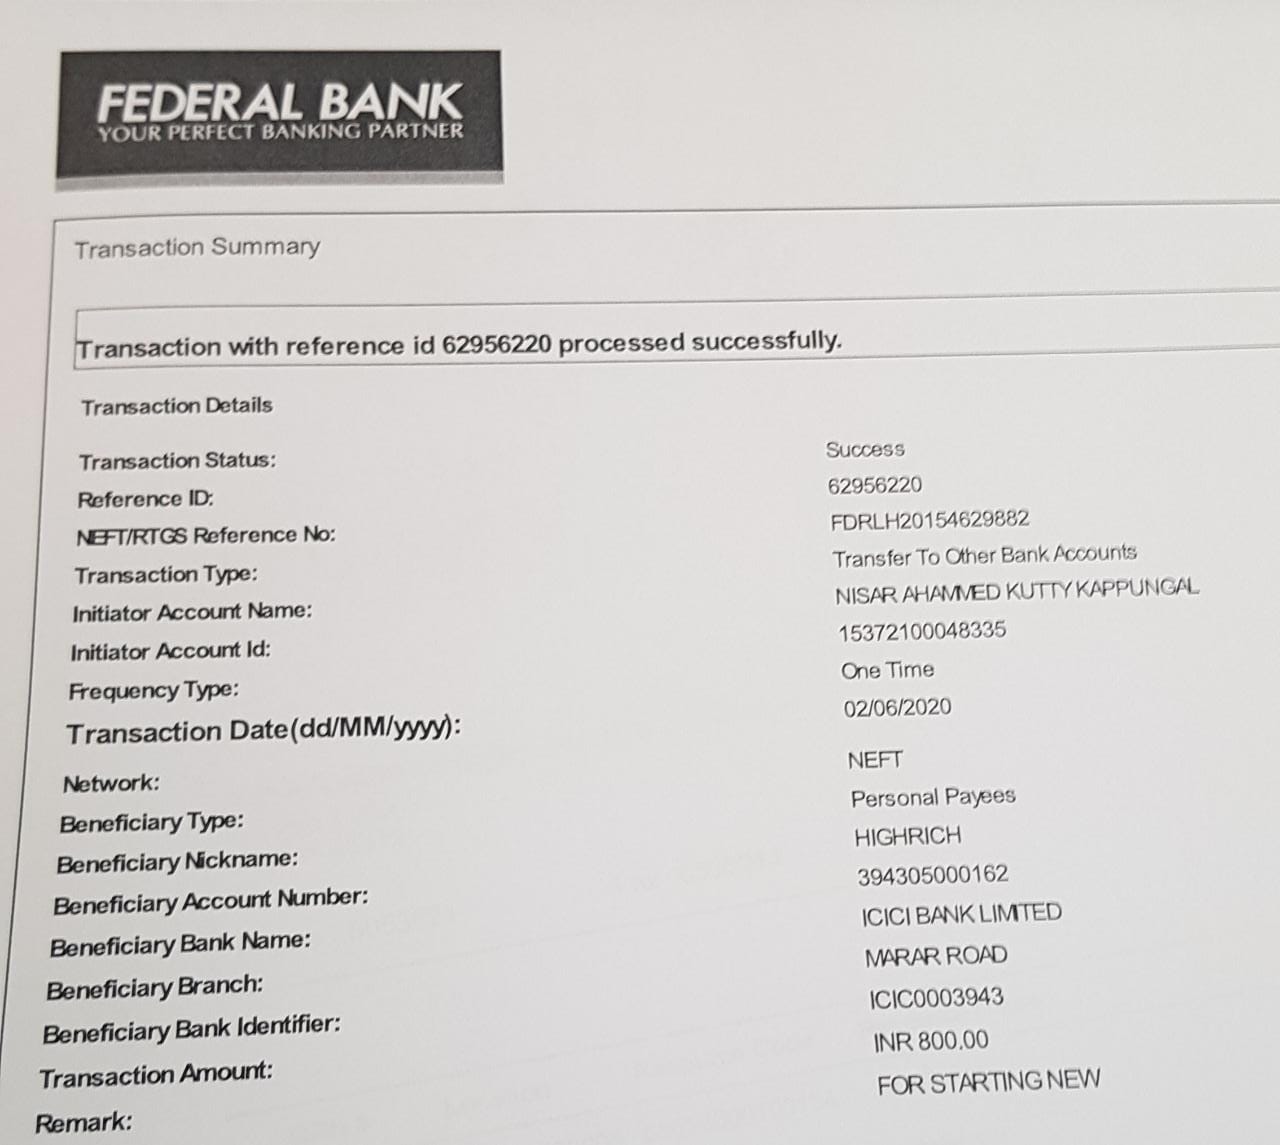 FEDERAL BANK
YOUR PERFECT BANKING PARTNER
Transaction Summary
Transaction with reference id 62956220 processed successfully.
Transaction Details
Transaction Status: Success
Reference ID: 62956220
NEFT/RTGS Reference No: FDRLH20154629882
Transaction Type: Transfer To Other Bank Accounts
Initiator Account Name: NISAR AHAMMED KUTTY KAPPUNGAL
Initiator Account Id: 15372100048335
Frequency Type: One Time
Transaction Date(dd/MM/yyyy): 02/06/2020
Network: NEFT
Beneficiary Type: Personal Payees
Beneficiary Nickname: HIGHRICH
Beneficiary Account Number: 394305000162
Beneficiary Bank Name: ICICI BANK LIMITED
Beneficiary Branch: MARAR ROAD
Beneficiary Bank Identifier: ICIC0003943
Transaction Amount: INR 800.00
Remark: FOR STARTING NEW